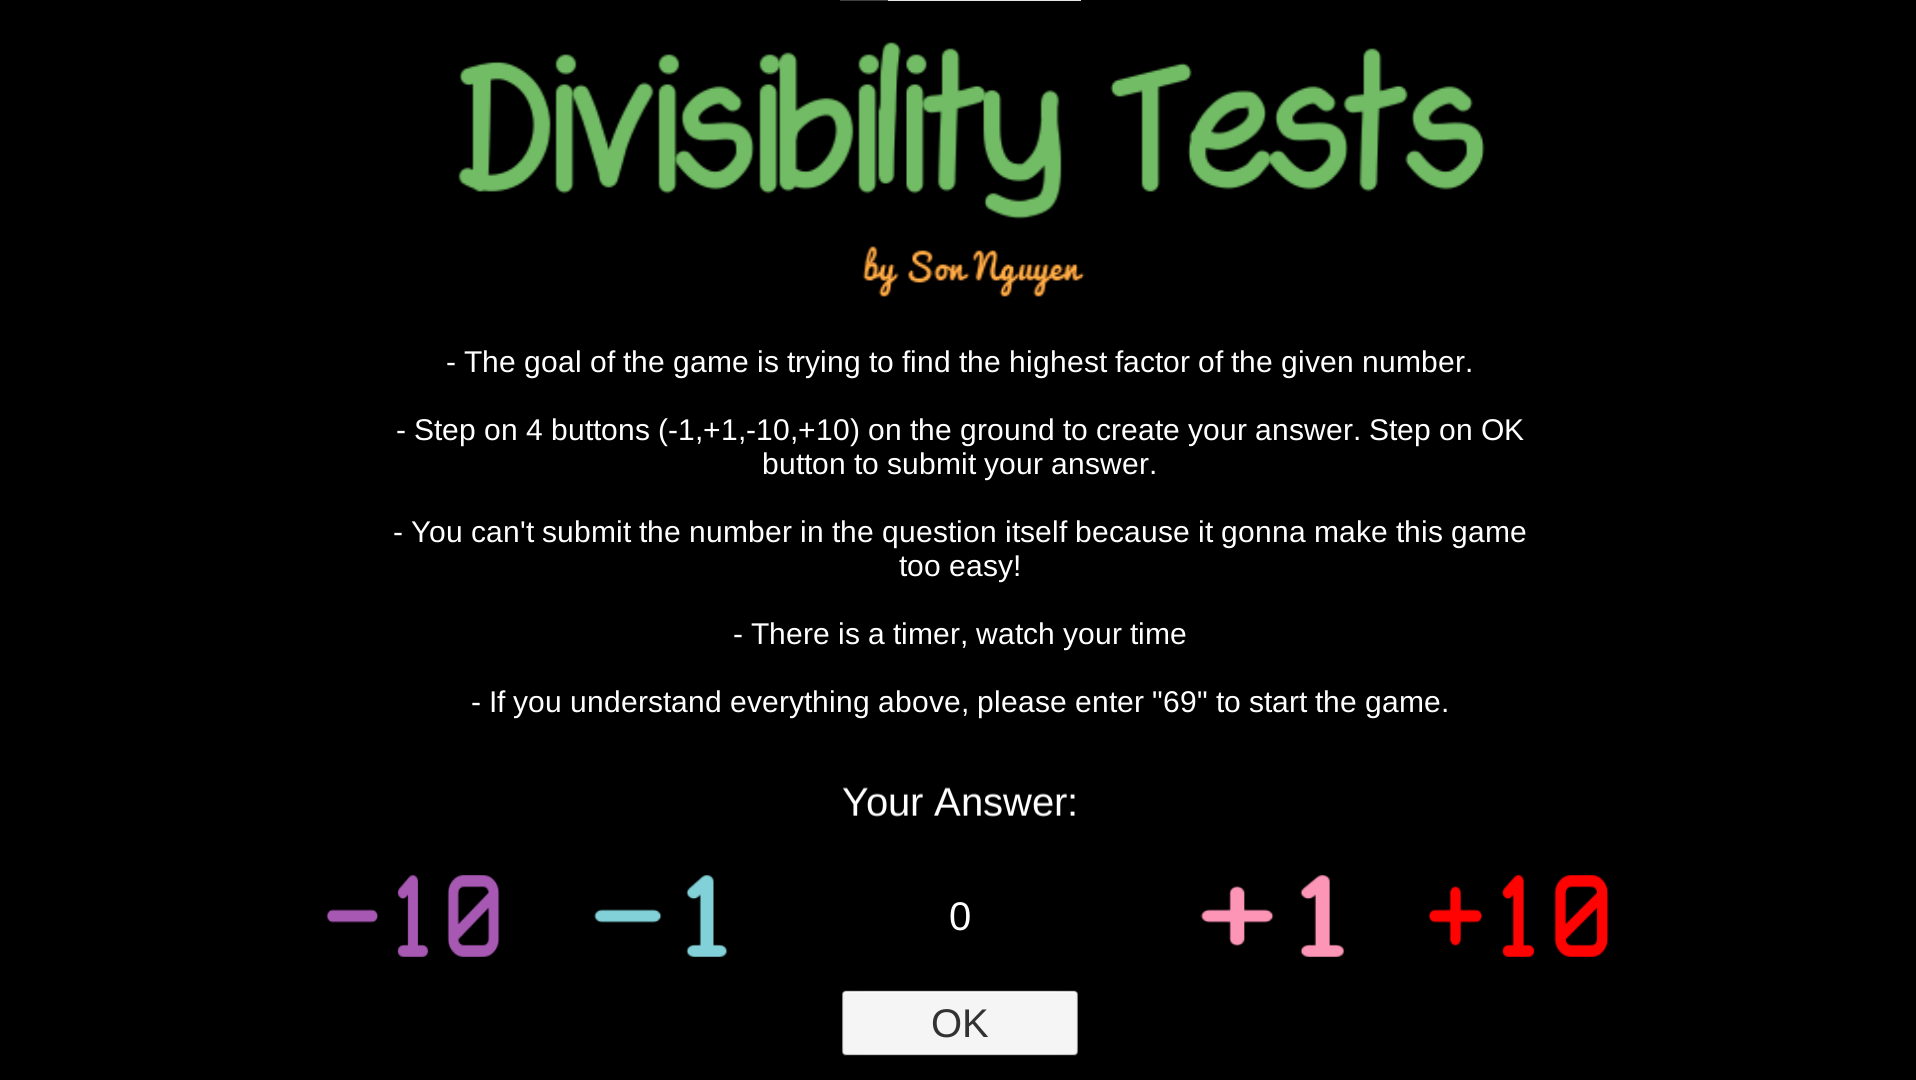 Divisibility Tests
by Son Nguyen
- The goal of the game is trying to find the highest factor of the given number.
- Step on 4 buttons (-1,+1,-10,+10) on the ground to create your answer. Step on OK
button to submit your answer.
- You can't submit the number in the question itself because it gonna make this game
too easy!
- There is a timer, watch your time
- If you understand everything above, please enter "69" to start the game.
Your Answer:
-10 -1 0 +1 +10
OK